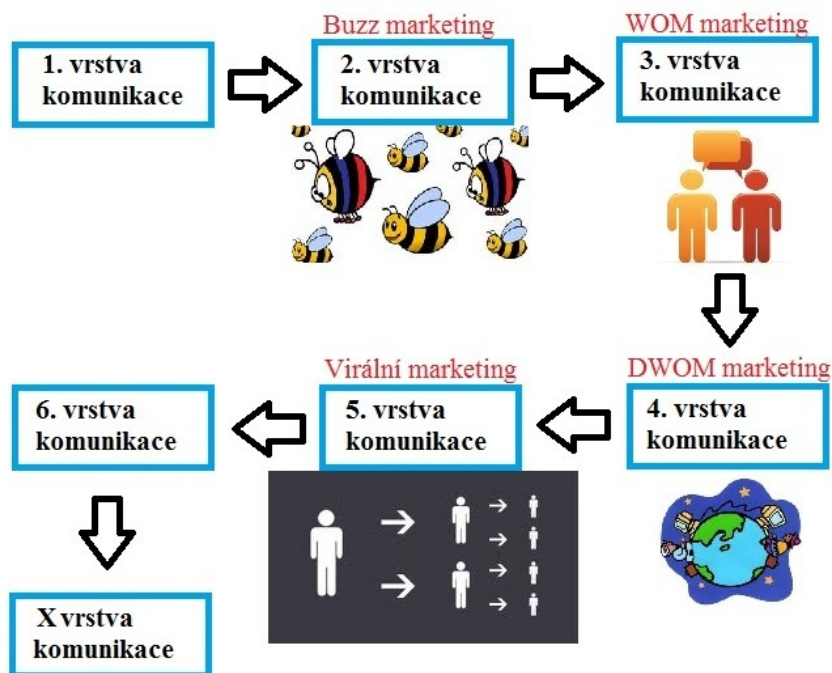 Buzz marketing
WOM marketing
1. vrstva
komunikace
2. vrstva
komunikace
3. vrstva
komunikace
Virální marketing
DWOM marketing
6. vrstva
komunikace
5. vrstva
komunikace
4. vrstva
komunikace
X vrstva
komunikace